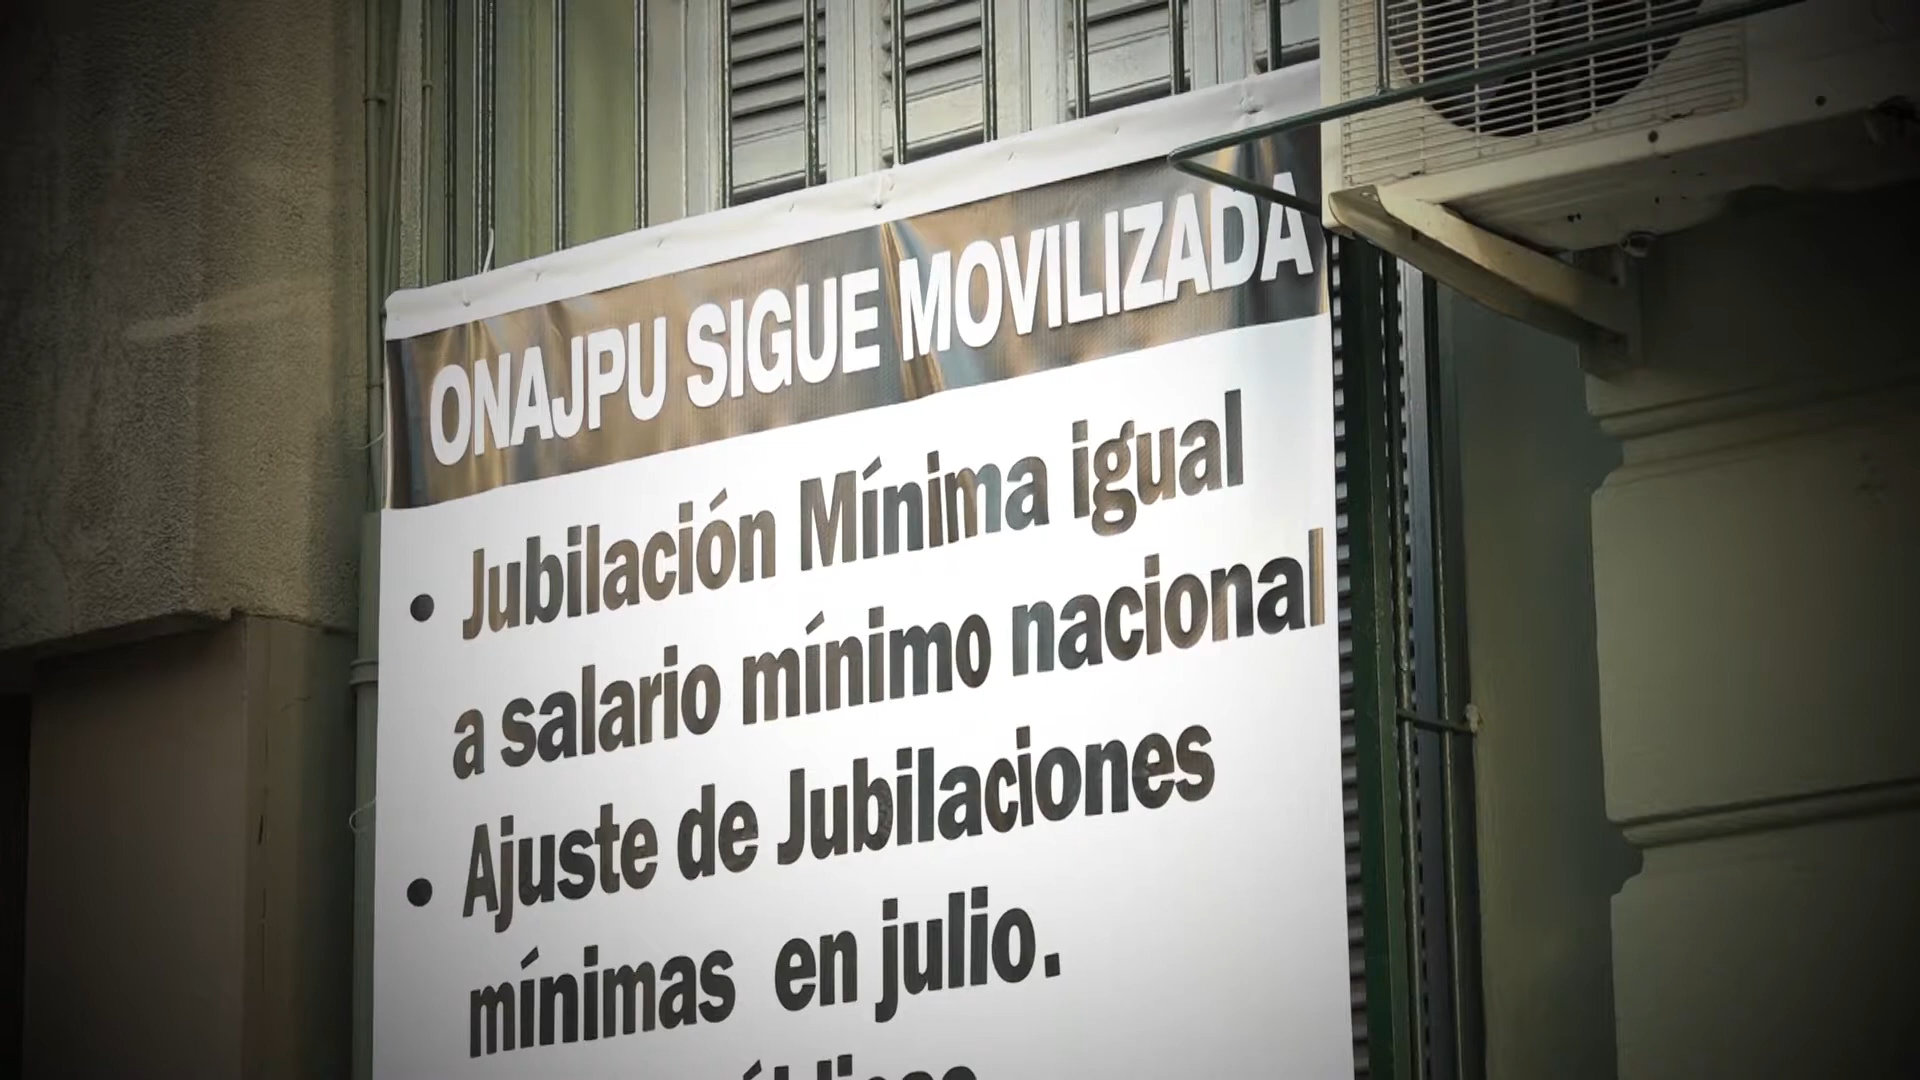 ONAJPU SIGUE MOVILIZADA
• Jubilación Mínima igual
a salario mínimo nacional
• Ajuste de Jubilaciones
mínimas en julio.